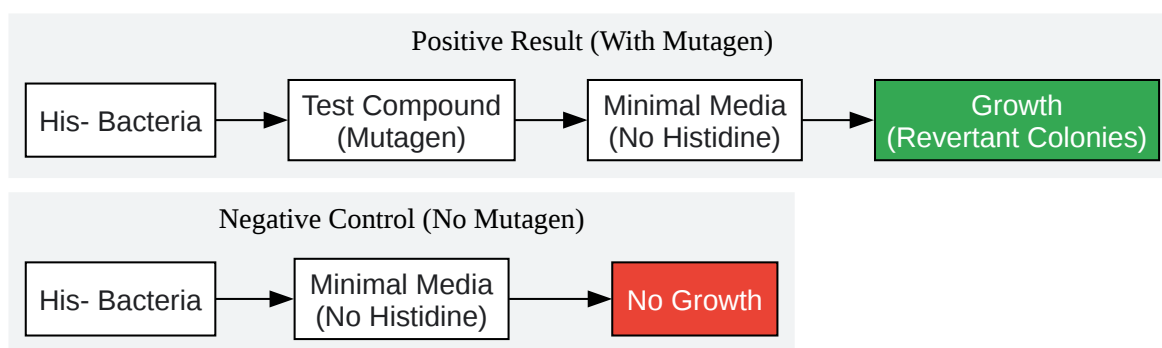 Positive Result (With Mutagen)
His- Bacteria
Test Compound
(Mutagen)
Minimal Media
(No Histidine)
Growth
(Revertant Colonies)
Negative Control (No Mutagen)
His- Bacteria
Minimal Media
(No Histidine)
No Growth